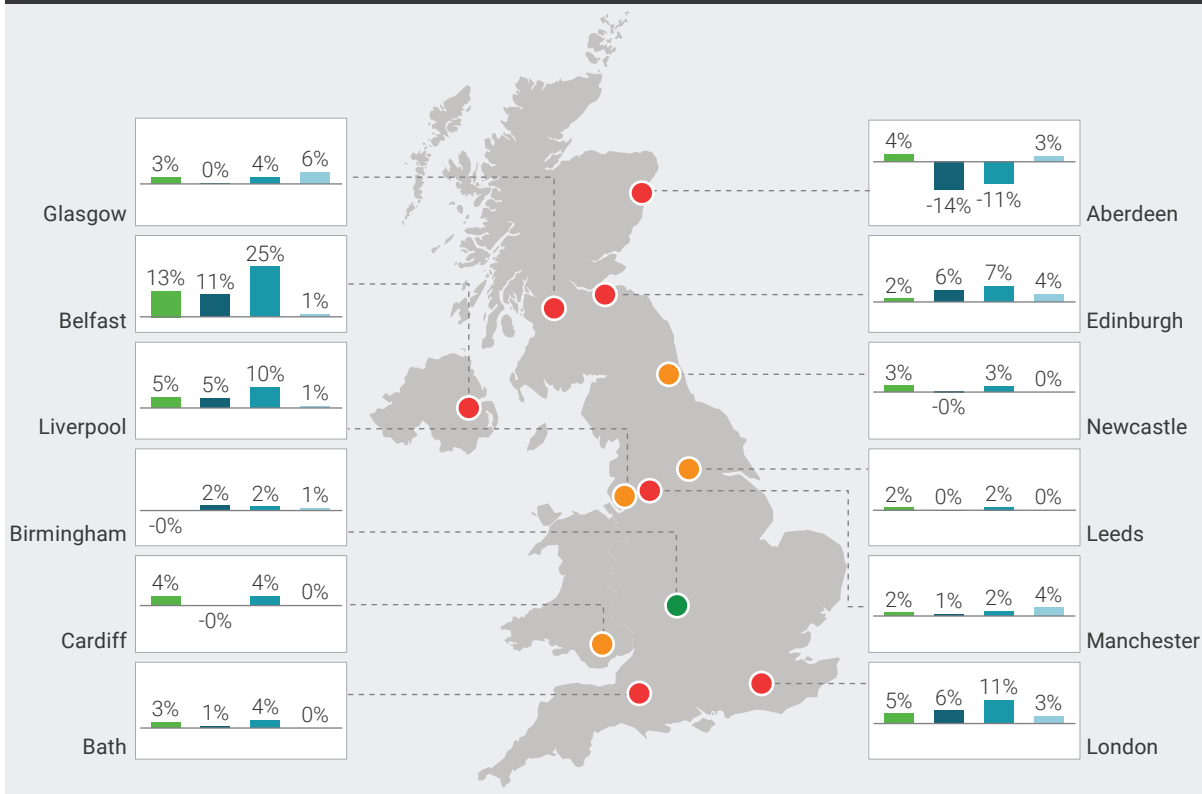 3% 0% 4% 6%
Glasgow
13% 11% 25% 1%
Belfast
5% 5% 10% 1%
Liverpool
-0% 2% 2% 1%
Birmingham
4% -0% 4% 0%
Cardiff
3% 1% 4% 0%
Bath
4% -14% -11% 3%
Aberdeen
2% 6% 7% 4%
Edinburgh
3% -0% 3% 0%
Newcastle
2% 0% 2% 0%
Leeds
2% 1% 2% 4%
Manchester
5% 6% 11% 3%
London